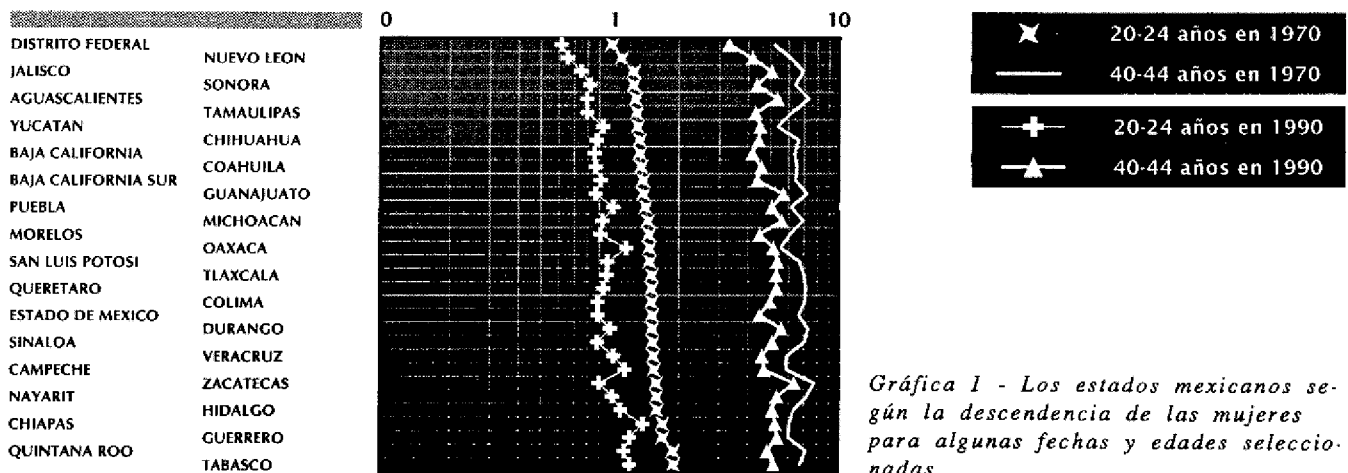 0 1 10
DISTRITO FEDERAL
NUEVO LEON
JALISCO
SONORA
AGUASCALIENTES
TAMAULIPAS
YUCATAN
CHIHUAHUA
BAJA CALIFORNIA
COAHUILA
BAJA CALIFORNIA SUR
GUANAJUATO
PUEBLA
MICHOACAN
MORELOS
OAXACA
SAN LUIS POTOSI
TLAXCALA
QUERETARO
COLIMA
ESTADO DE MEXICO
DURANGO
SINALOA
VERACRUZ
CAMPECHE
ZACATECAS
NAYARIT
HIDALGO
CHIAPAS
GUERRERO
QUINTANA ROO
TABASCO
20-24 años en 1970
40-44 años en 1970
20-24 años en 1990
40-44 años en 1990
Gráfica 1 - Los estados mexicanos se-
gún la descendencia de las mujeres
para algunas fechas y edades seleccio-
nadas